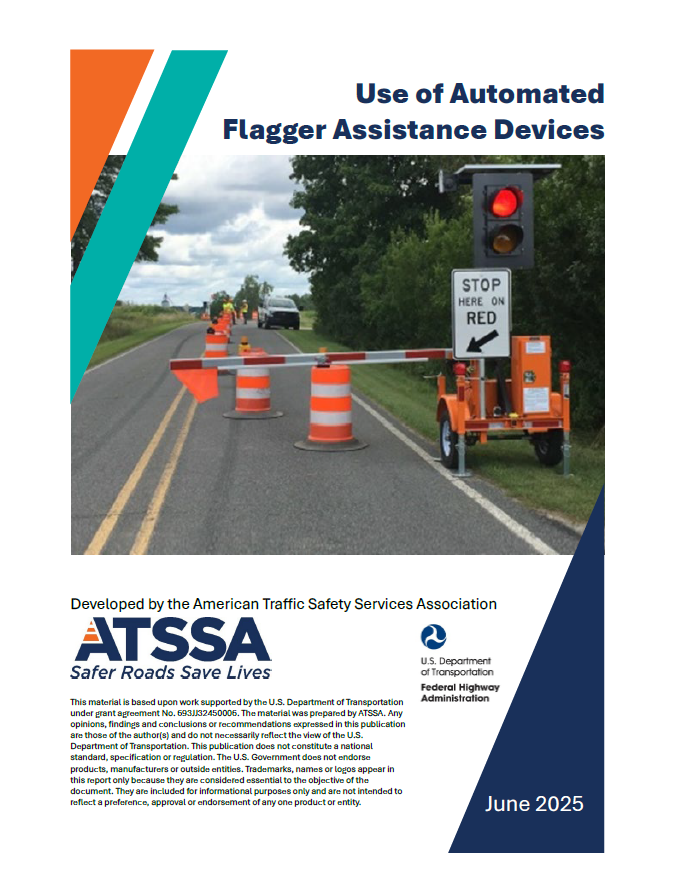 Use of Automated
Flagger Assistance Devices
STOP
HERE ON
RED
Developed by the American Traffic Safety Services Association
ATSSA
Safer Roads Save Lives
U.S. Department
of Transportation
Federal Highway
Administration
This material is based upon work supported by the U.S. Department of Transportation
under grant agreement No. 693JJ32450006. The material was prepared by ATSSA. Any
opinions, findings and conclusions or recommendations expressed in this publication
are those of the author(s) and do not necessarily reflect the view of the U.S.
Department of Transportation. This publication does not constitute a national
standard, specification or regulation. The U.S. Government does not endorse
products, manufacturers or outside entities. Trademarks, names or logos appear in
this report only because they are considered essential to the objective of the
document. They are included for informational purposes only and are not intended to
reflect a preference, approval or endorsement of any one product or entity.
June 2025